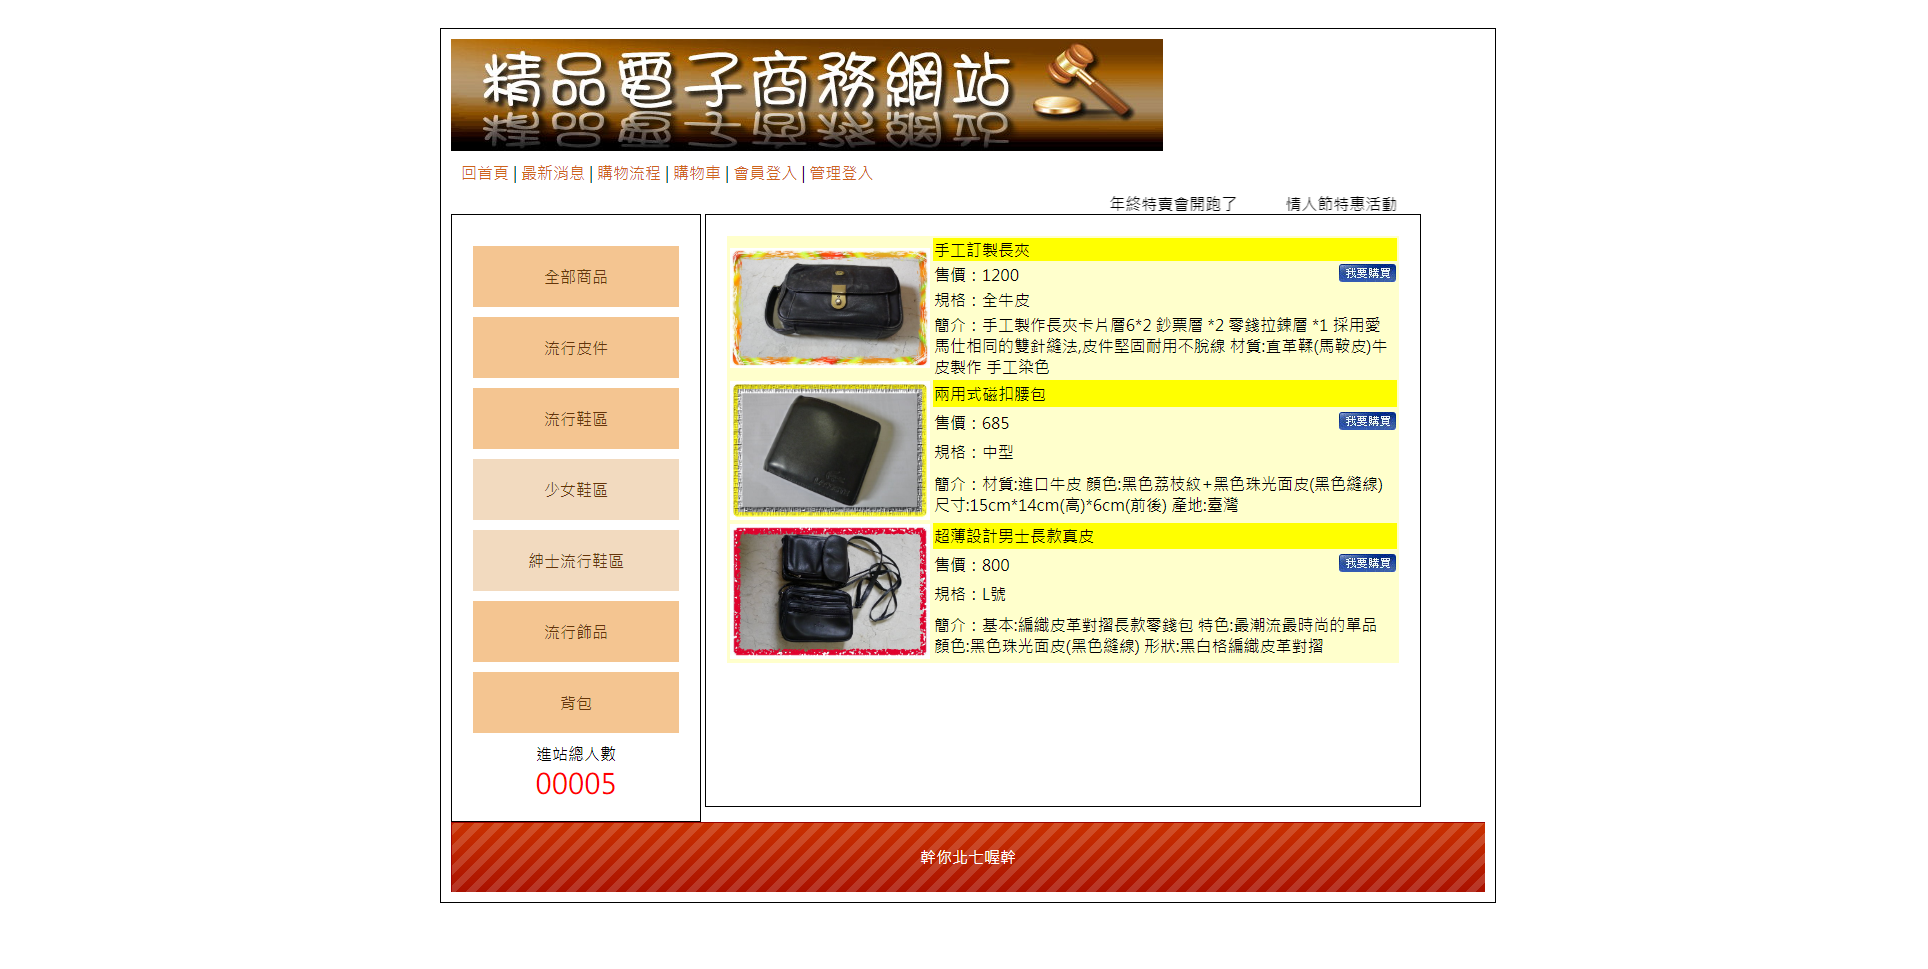 精品電子商務網站
回首頁 | 最新消息 | 購物流程 | 購物車 | 會員登入 | 管理登入
年終特賣會開跑了 情人節特惠活動
全部商品
流行皮件
流行鞋區
少女鞋區
紳士流行鞋區
流行飾品
背包
進站總人數
00005
手工訂製長夾
售價：1200
我要購買
規格：全牛皮
簡介：手工製作長夾卡片層6*2 鈔票層 *2 零錢拉鍊層 *1 採用愛
馬仕相同的雙針縫法,皮件堅固耐用不脫線 材質:直革鞣(馬鞍皮)牛
皮製作 手工染色
兩用式磁扣腰包
售價：685
我要購買
規格：中型
簡介：材質:進口牛皮 顏色:黑色荔枝紋+黑色珠光面皮(黑色縫線)
尺寸:15cm*14cm(高)*6cm(前後) 產地:臺灣
超薄設計男士長款真皮
售價：800
我要購買
規格：L號
簡介：基本:編織皮革對摺長款零錢包 特色:最潮流最時尚的單品
顏色:黑色珠光面皮(黑色縫線) 形狀:黑白格編織皮革對摺
幹你北七喔幹